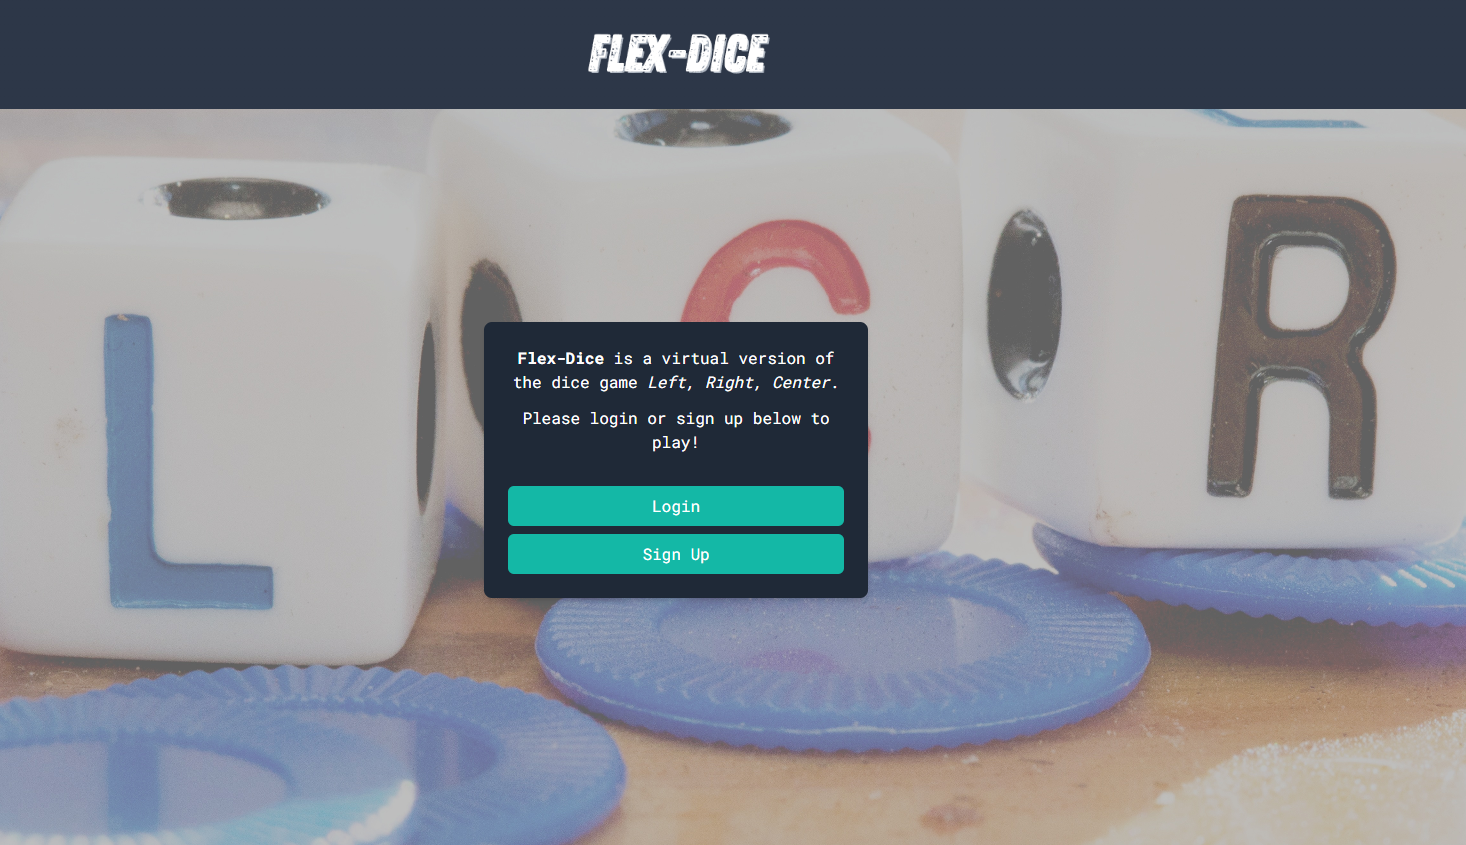 FLEX-DICE
L
C
R
Flex-Dice is a virtual version of
the dice game Left, Right, Center.
Please login or sign up below to
play!
Login
Sign Up